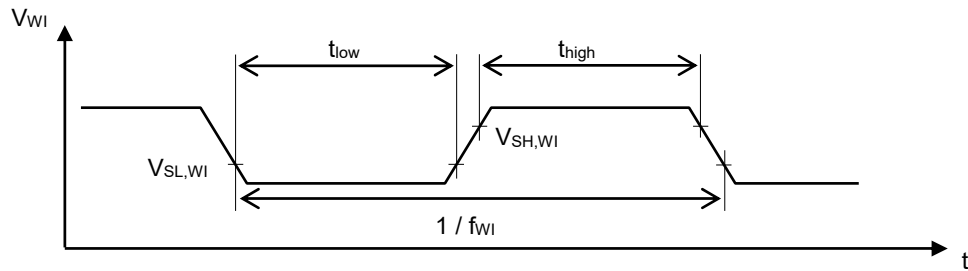 VWI
tlow
thigh
VSH,WI
VSL,WI
1 / fWI
t